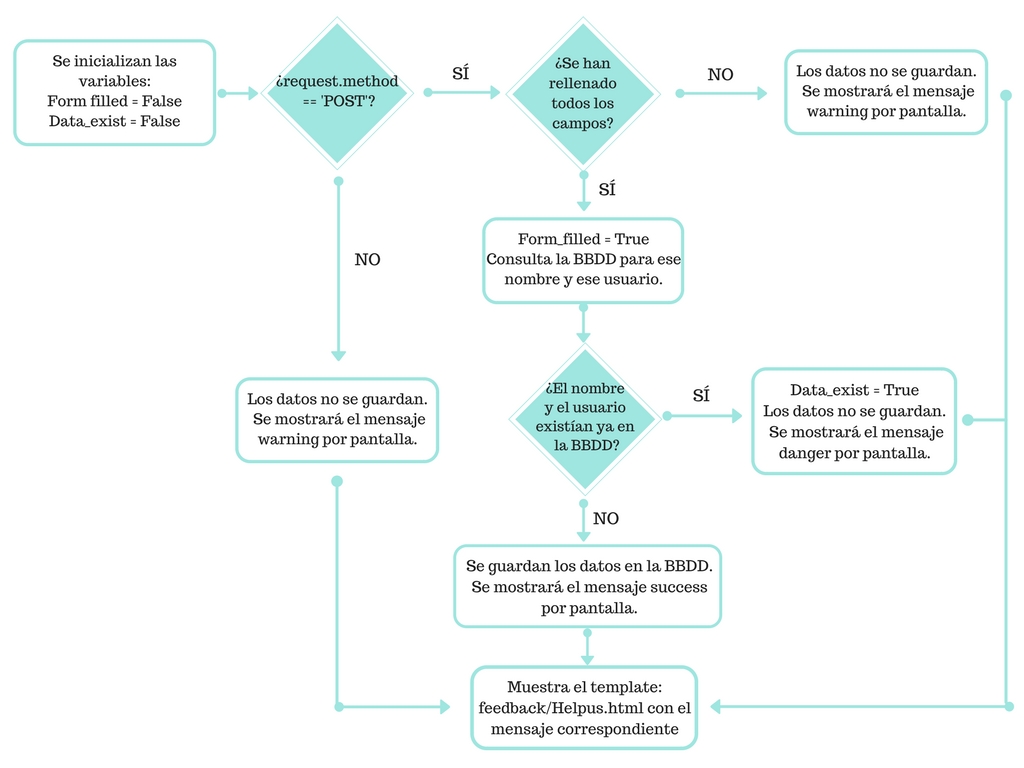 Se inicializan las
variables:
Form filled = False
Data_exist = False
¿request.method
== 'POST'?
SÍ
¿Se han
rellenado
todos los
campos?
NO
Los datos no se guardan.
Se mostrará el mensaje
warning por pantalla.
SÍ
NO
Form_filled = True
Consulta la BBDD para ese
nombre y ese usuario.
Los datos no se guardan.
Se mostrará el mensaje
warning por pantalla.
¿El nombre
y el usuario
existían ya en
la BBDD?
SÍ
Data_exist = True
Los datos no se guardan.
Se mostrará el mensaje
danger por pantalla.
NO
Se guardan los datos en la BBDD.
Se mostrará el mensaje success
por pantalla.
Muestra el template:
feedback/Helpus.html con el
mensaje correspondiente